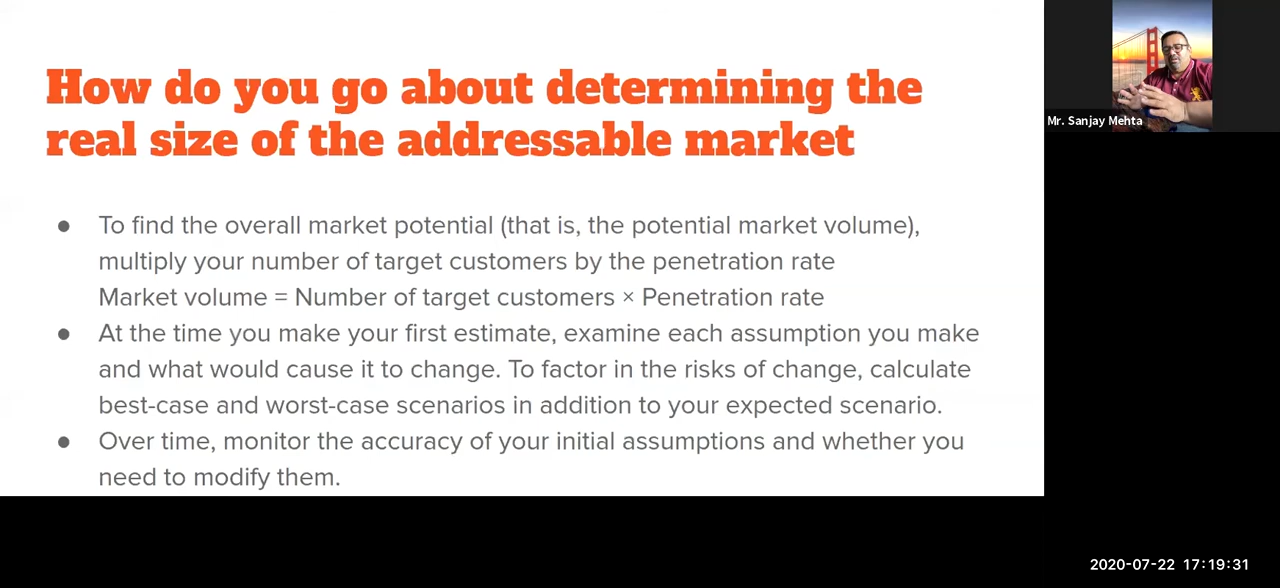 How do you go about determining the
real size of the addressable market
● To find the overall market potential (that is, the potential market volume),
multiply your number of target customers by the penetration rate
Market volume = Number of target customers × Penetration rate
● At the time you make your first estimate, examine each assumption you make
and what would cause it to change. To factor in the risks of change, calculate
best-case and worst-case scenarios in addition to your expected scenario.
● Over time, monitor the accuracy of your initial assumptions and whether you
need to modify them.
Mr. Sanjay Mehta
2020-07-22 17:19:31